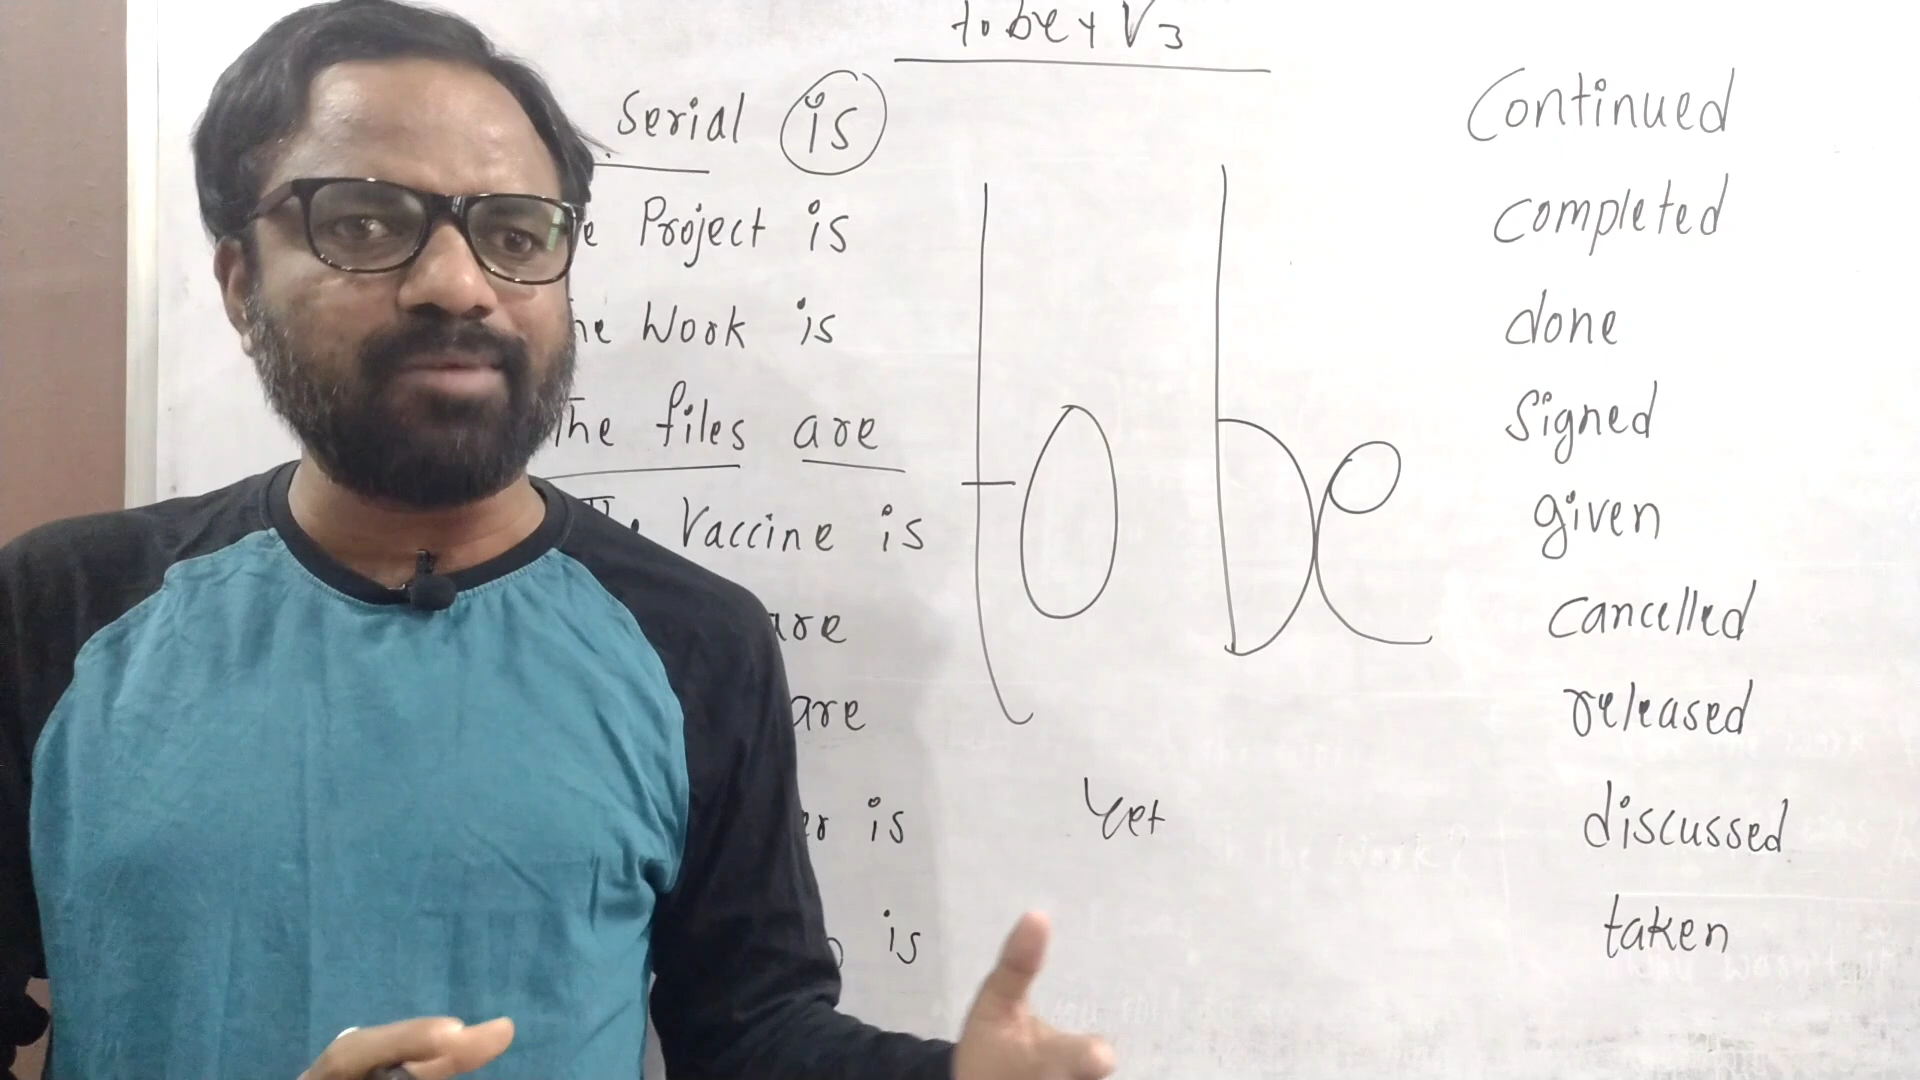 to be + V3
Serial is
Project is
Work is
The files are
Vaccine is
are
are
is
is
to be
Yet
Continued
completed
done
Signed
given
cancelled
released
discussed
taken